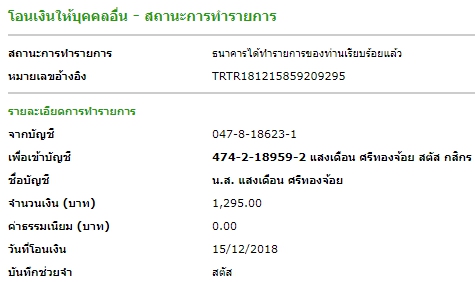 โอนเงินให้บุคคลอื่น - สถานะการทำรายการ
สถานะการทำรายการ ธนาคารได้ทำรายการของท่านเรียบร้อยแล้ว
หมายเลขอ้างอิง TRTR181215859209295
รายละเอียดการทำรายการ
จากบัญชี 047-8-18623-1
เพื่อเข้าบัญชี 474-2-18959-2 แสงเดือน ศรีทองจ้อย สดัส กสิกร
ชื่อบัญชี น.ส. แสงเดือน ศรีทองจ้อย
จำนวนเงิน (บาท) 1,295.00
ค่าธรรมเนียม (บาท) 0.00
วันที่โอนเงิน 15/12/2018
บันทึกช่วยจำ สดัส